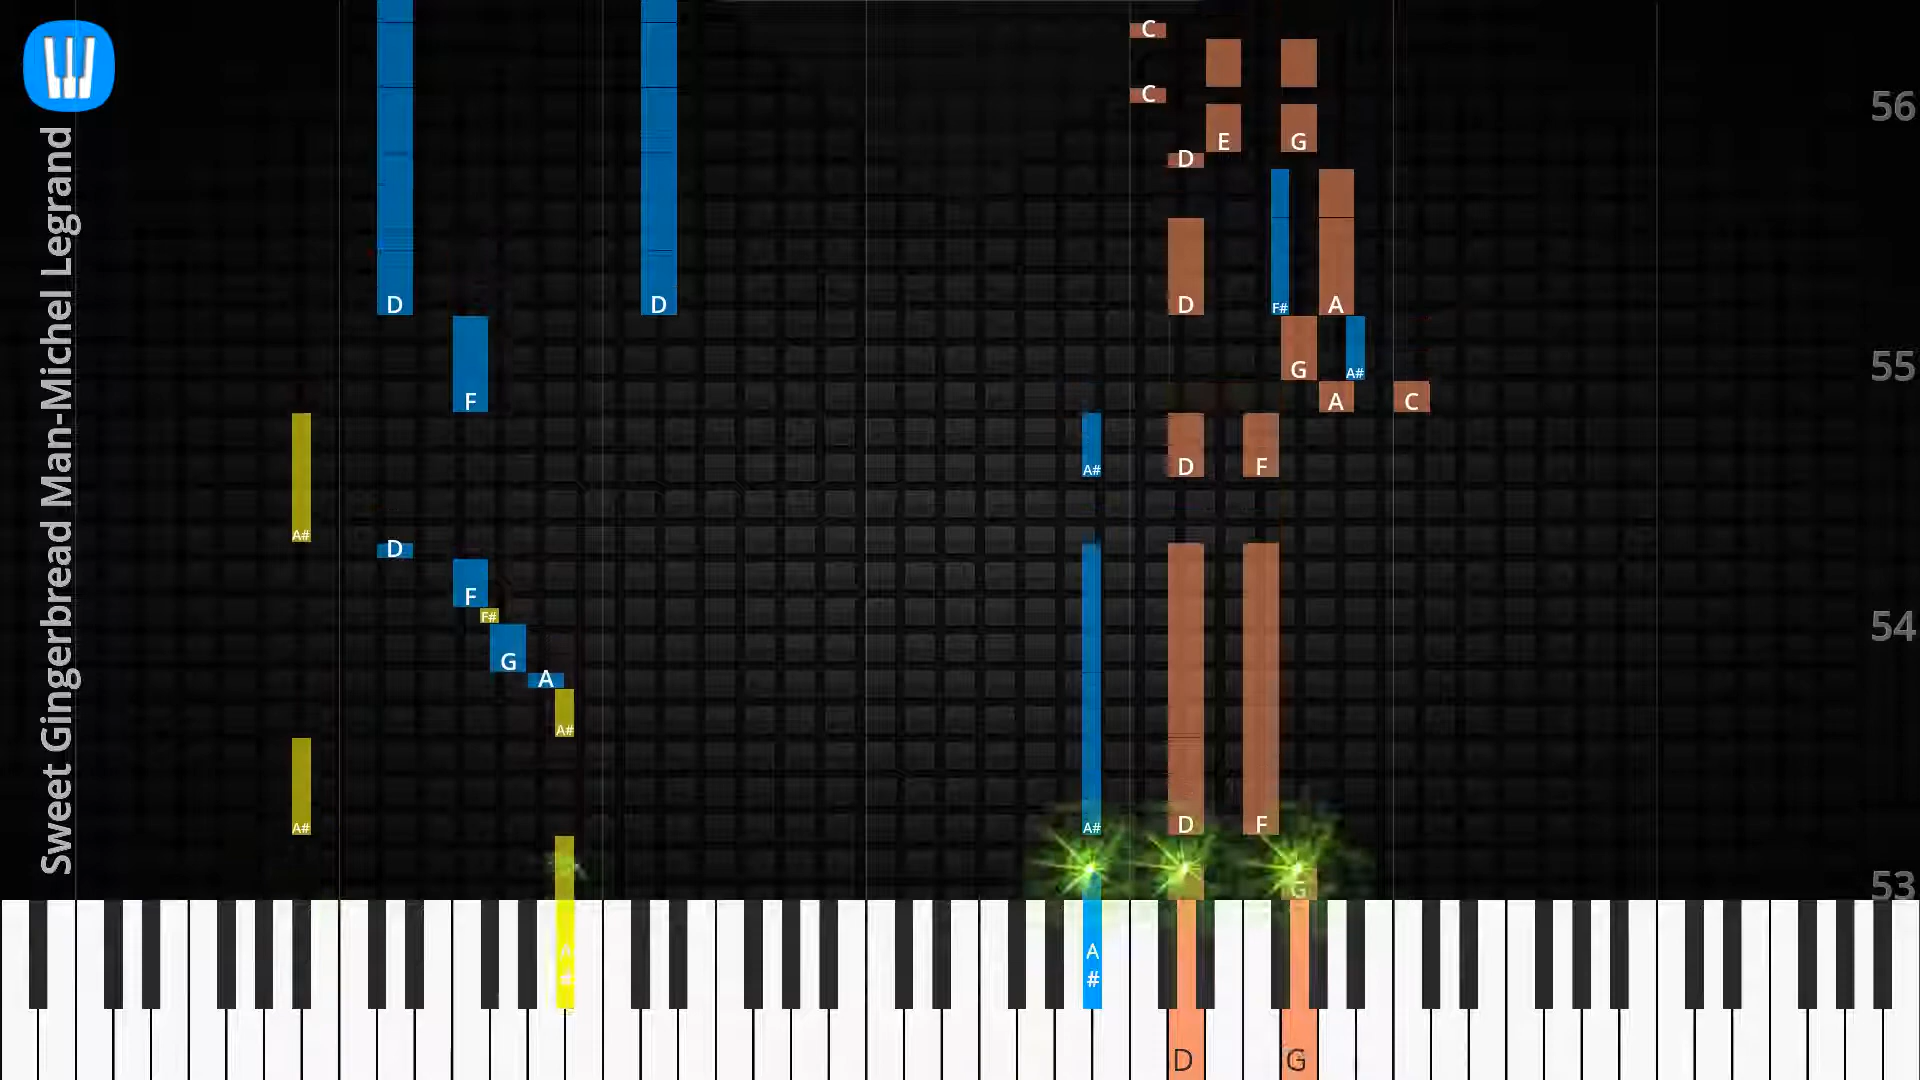 Sweet Gingerbread Man-Michel Legrand
C
C
56
E G
D
D D D F# A
55
G A#
F A C
A# D F
A#
D
F
F#
54
G
A
A#
A# A# D F
G
53
A# A#
D G